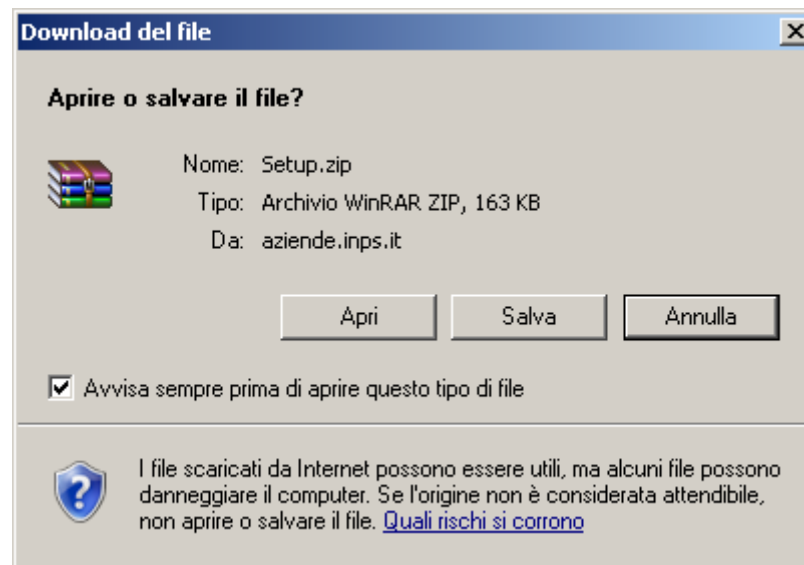 Download del file
Aprire o salvare il file?
Nome: Setup.zip
Tipo: Archivio WinRAR ZIP, 163 KB
Da: aziende.inps.it
Apri Salva Annulla
Avvisa sempre prima di aprire questo tipo di file
I file scaricati da Internet possono essere utili, ma alcuni file possono
danneggiare il computer. Se l'origine non è considerata attendibile,
non aprire o salvare il file. Quali rischi si corrono